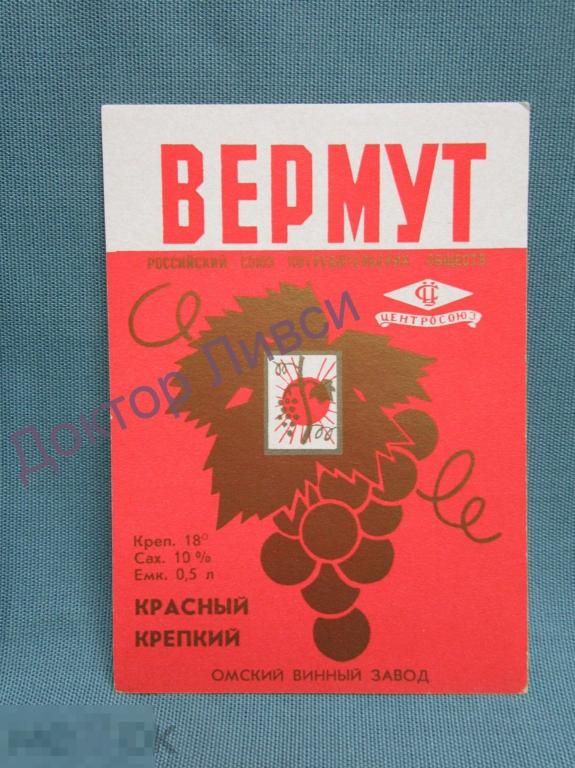 ВЕРМУТ
РОССИЙСКИЙ СОЮЗ ПОТРЕБИТЕЛЬСКИХ ОБЩЕСТВ
ЦЕНТРОСОЮЗ
Доктор Ливси
Креп. 18°
Сах. 10%
Емк. 0,5 л
КРАСНЫЙ
КРЕПКИЙ
ОМСКИЙ ВИННЫЙ ЗАВОД